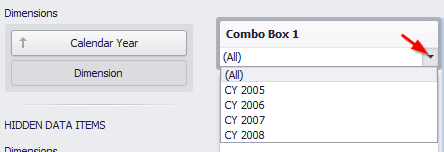 Dimensions
Calendar Year
Dimension
HIDDEN DATA ITEMS
Dimensions
Combo Box 1
(All)
(All)
CY 2005
CY 2006
CY 2007
CY 2008